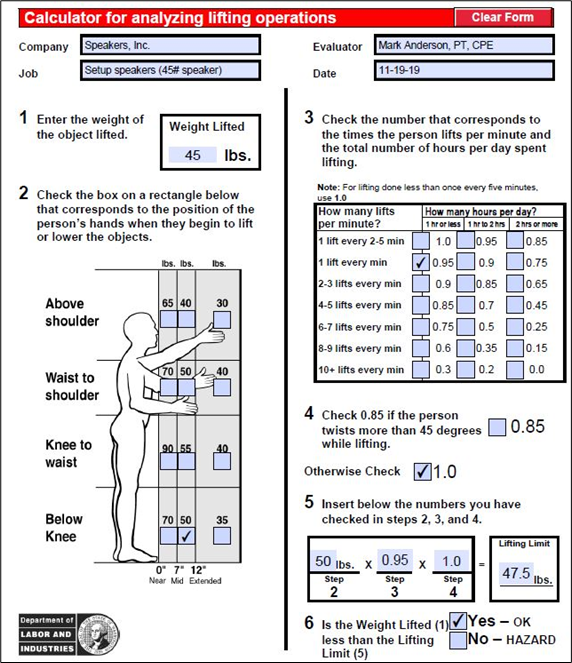 Calculator for analyzing lifting operations
Clear Form
Company Speakers, Inc.
Evaluator Mark Anderson, PT, CPE
Job Setup speakers (45# speaker)
Date 11-19-19
1 Enter the weight of
the object lifted.
Weight Lifted
45 lbs.
2 Check the box on a rectangle below
that corresponds to the position of the
person's hands when they begin to lift
or lower the objects.
lbs. lbs. lbs.
Above
shoulder
65 40 30
Waist to
shoulder
70 50 40
Knee to
waist
90 55 40
Below
Knee
70 50 35
✓
0" 7" 12"
Near Mid Extended
Department of
LABOR AND
INDUSTRIES
3 Check the number that corresponds to
the times the person lifts per minute and
the total number of hours per day spent
lifting.
Note: For lifting done less than once every five minutes,
use 1.0
How many lifts
per minute?
How many hours per day?
1 hr or less 1 hr to 2 hrs 2 hrs or more
1 lift every 2-5 min 1.0 0.95 0.85
1 lift every min ✓ 0.95 0.9 0.75
2-3 lifts every min 0.9 0.85 0.65
4-5 lifts every min 0.85 0.7 0.45
6-7 lifts every min 0.75 0.5 0.25
8-9 lifts every min 0.6 0.35 0.15
10+ lifts every min 0.3 0.2 0.0
4 Check 0.85 if the person
twists more than 45 degrees
while lifting.
0.85
Otherwise Check ✓ 1.0
5 Insert below the numbers you have
checked in steps 2, 3, and 4.
50 lbs. X 0.95 X 1.0 =
Step Step Step
2 3 4
Lifting Limit
47.5 lbs.
6 Is the Weight Lifted (1)
less than the Lifting
Limit (5)
✓ Yes – OK
No – HAZARD